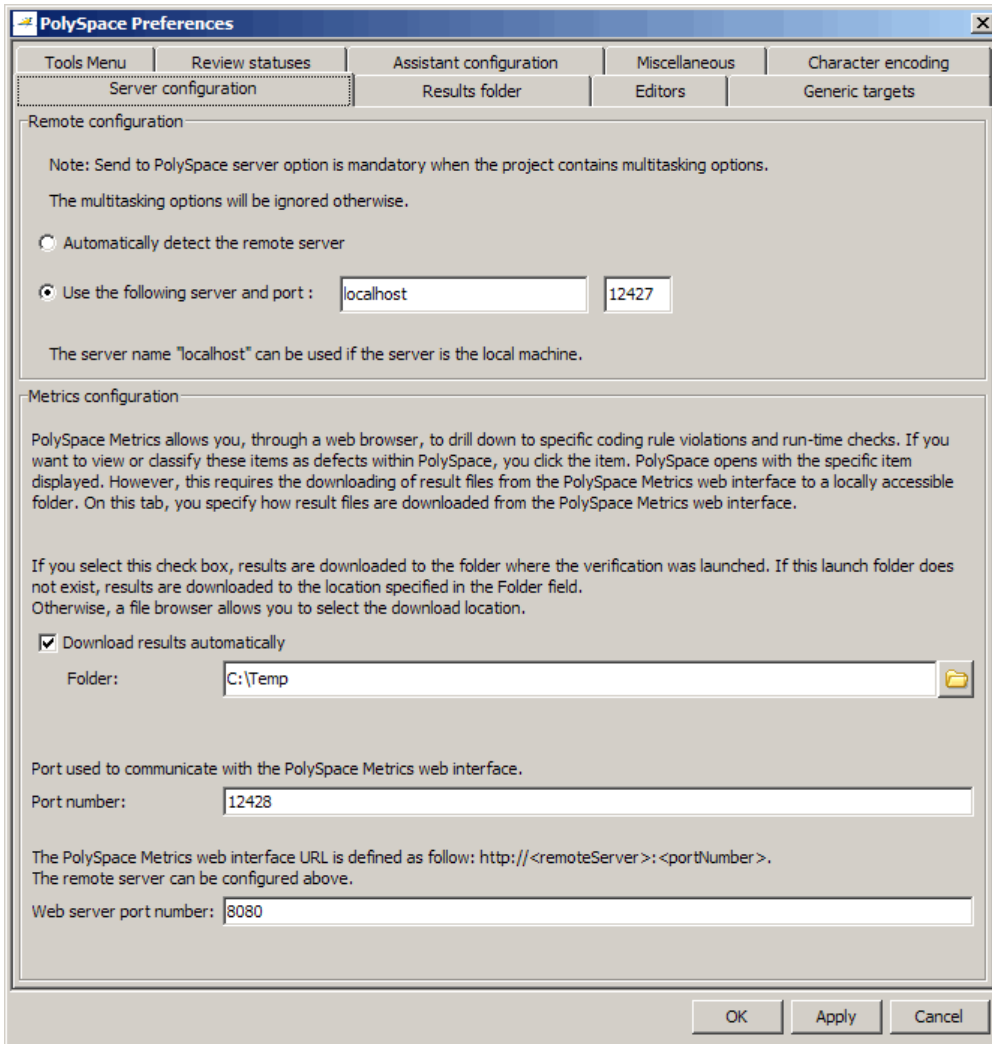 PolySpace Preferences
Tools Menu Review statuses Assistant configuration Miscellaneous Character encoding
Server configuration Results folder Editors Generic targets
Remote configuration
Note: Send to PolySpace server option is mandatory when the project contains multitasking options.
The multitasking options will be ignored otherwise.
Automatically detect the remote server
Use the following server and port : localhost 12427
The server name "localhost" can be used if the server is the local machine.
Metrics configuration
PolySpace Metrics allows you, through a web browser, to drill down to specific coding rule violations and run-time checks. If you
want to view or classify these items as defects within PolySpace, you click the item. PolySpace opens with the specific item
displayed. However, this requires the downloading of result files from the PolySpace Metrics web interface to a locally accessible
folder. On this tab, you specify how result files are downloaded from the PolySpace Metrics web interface.
If you select this check box, results are downloaded to the folder where the verification was launched. If this launch folder does
not exist, results are downloaded to the location specified in the Folder field.
Otherwise, a file browser allows you to select the download location.
Download results automatically
Folder: C:\Temp
Port used to communicate with the PolySpace Metrics web interface.
Port number: 12428
The PolySpace Metrics web interface URL is defined as follow: http://<remoteServer>:<portNumber>.
The remote server can be configured above.
Web server port number: 8080
OK Apply Cancel